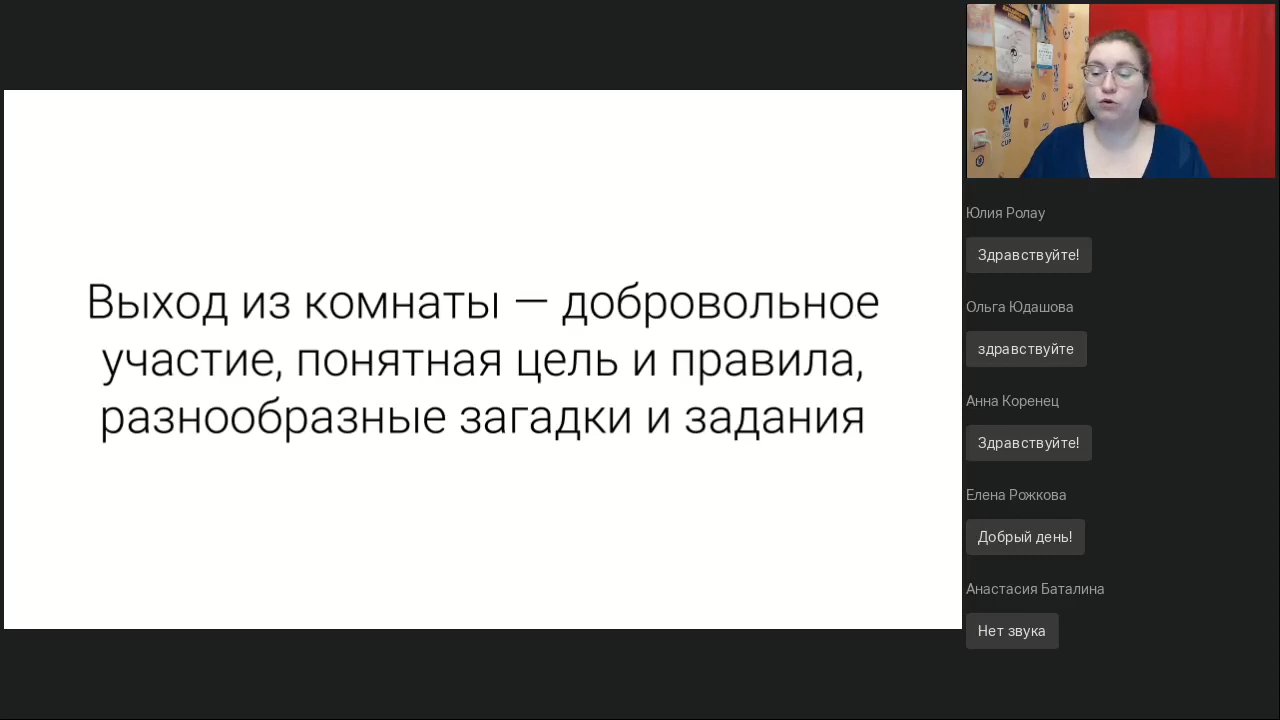 Выход из комнаты — добровольное
участие, понятная цель и правила,
разнообразные загадки и задания
CUP
Юлия Ролау
Здравствуйте!
Ольга Юдашова
здравствуйте
Анна Коренец
Здравствуйте!
Елена Рожкова
Добрый день!
Анастасия Баталина
Нет звука